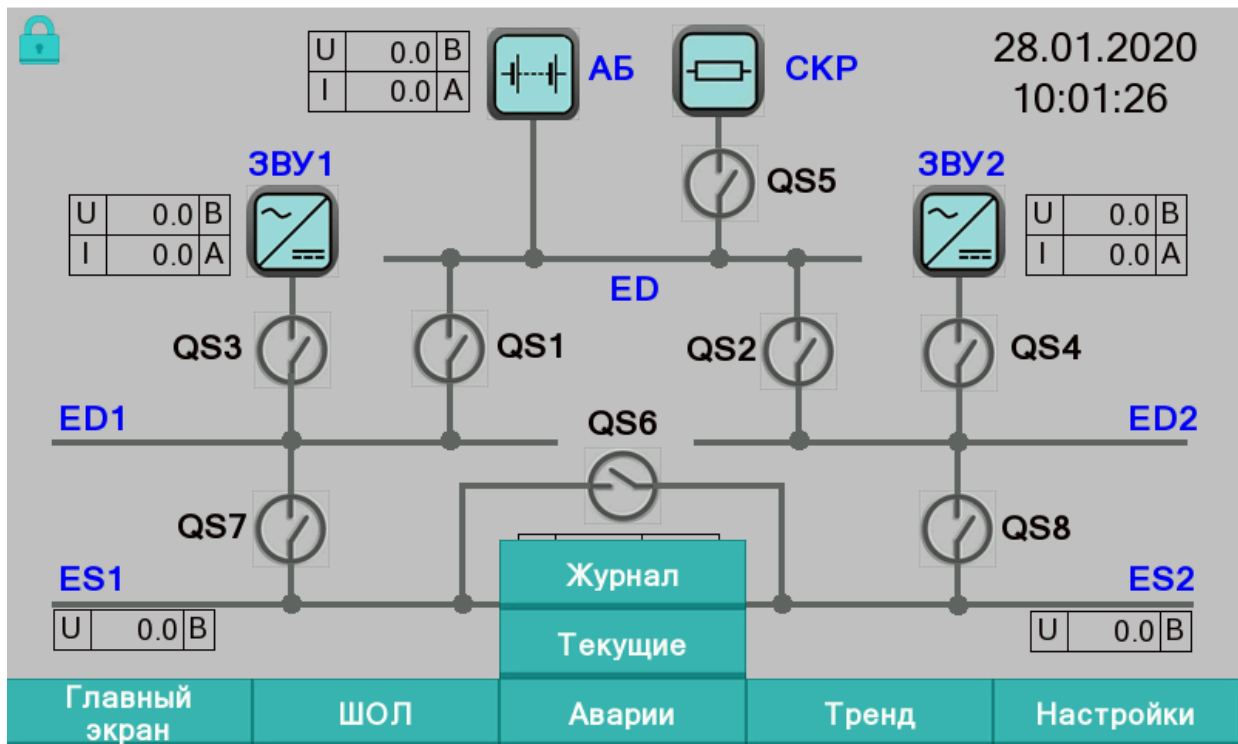 28.01.2020
10:01:26
U 0.0 В
I 0.0 А
АБ
СКР
QS5
ЗВУ1
U 0.0 В
I 0.0 А
ЗВУ2
U 0.0 В
I 0.0 А
ED
QS3
QS1
QS2
QS4
ED1
QS6
ED2
QS7
QS8
ES1
U 0.0 В
ES2
U 0.0 В
Журнал
Текущие
Главный
экран
ШОЛ
Аварии
Тренд
Настройки